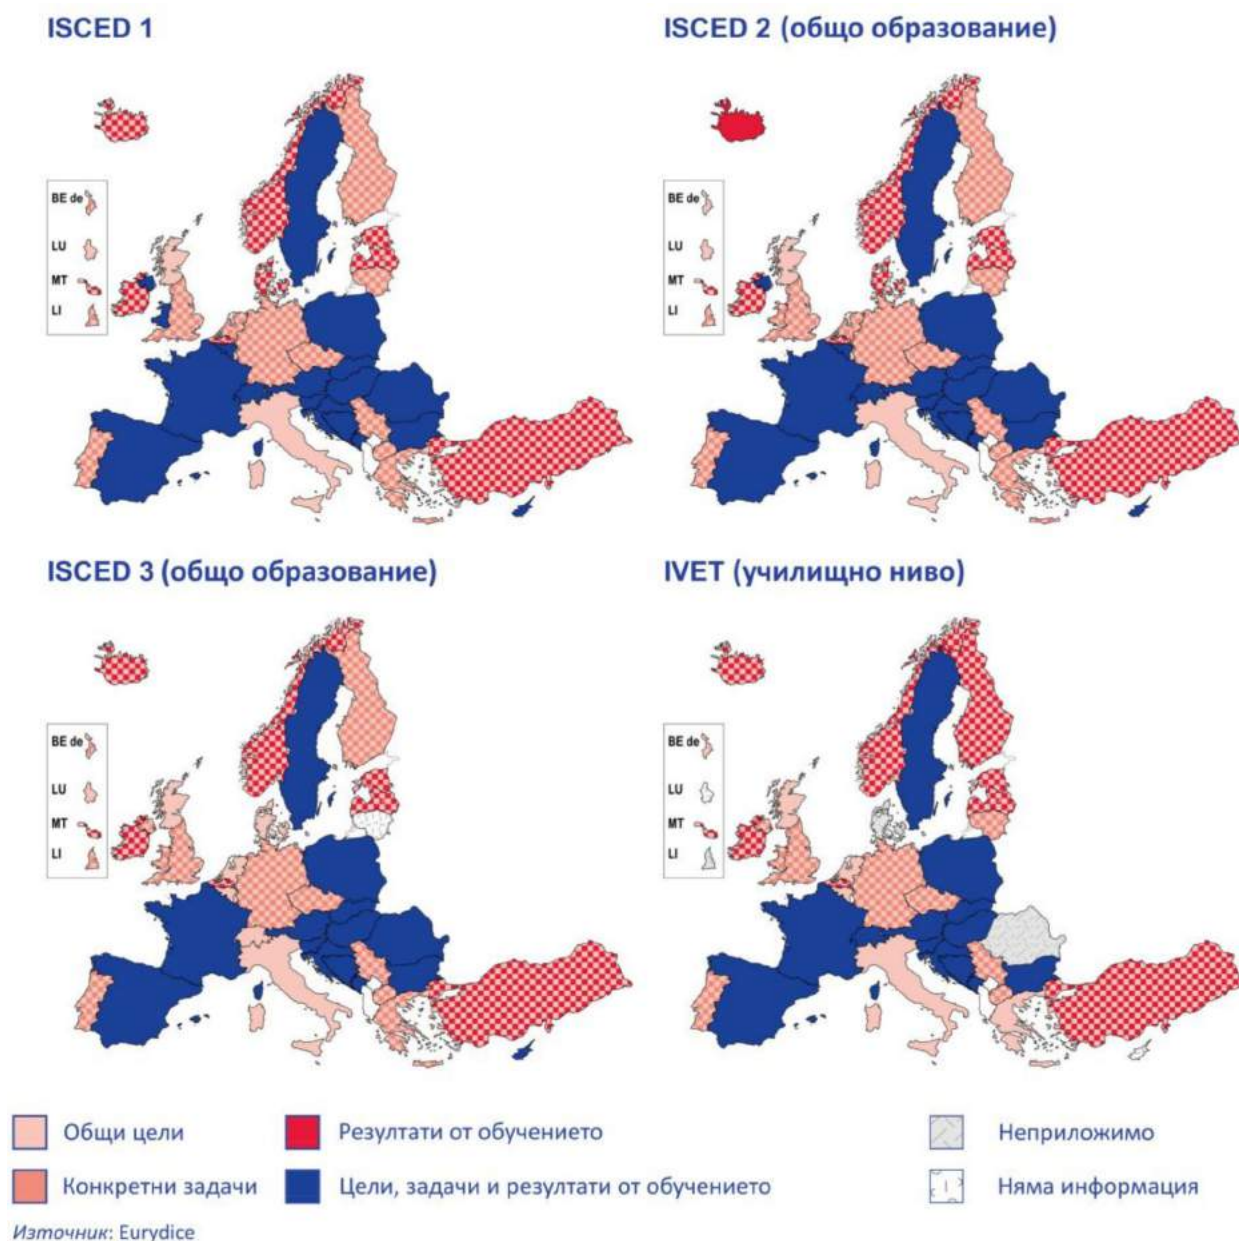 ISCED 1
ISCED 2 (общо образование)
BE de
LU
MT
LI
BE de
LU
MT
LI
ISCED 3 (общо образование)
IVET (училищно ниво)
BE de
LU
MT
LI
BE de
LU
MT
LI
Общи цели
Резултати от обучението
Неприложимо
Конкретни задачи
Цели, задачи и резултати от обучението
Няма информация
Източник: Eurydice